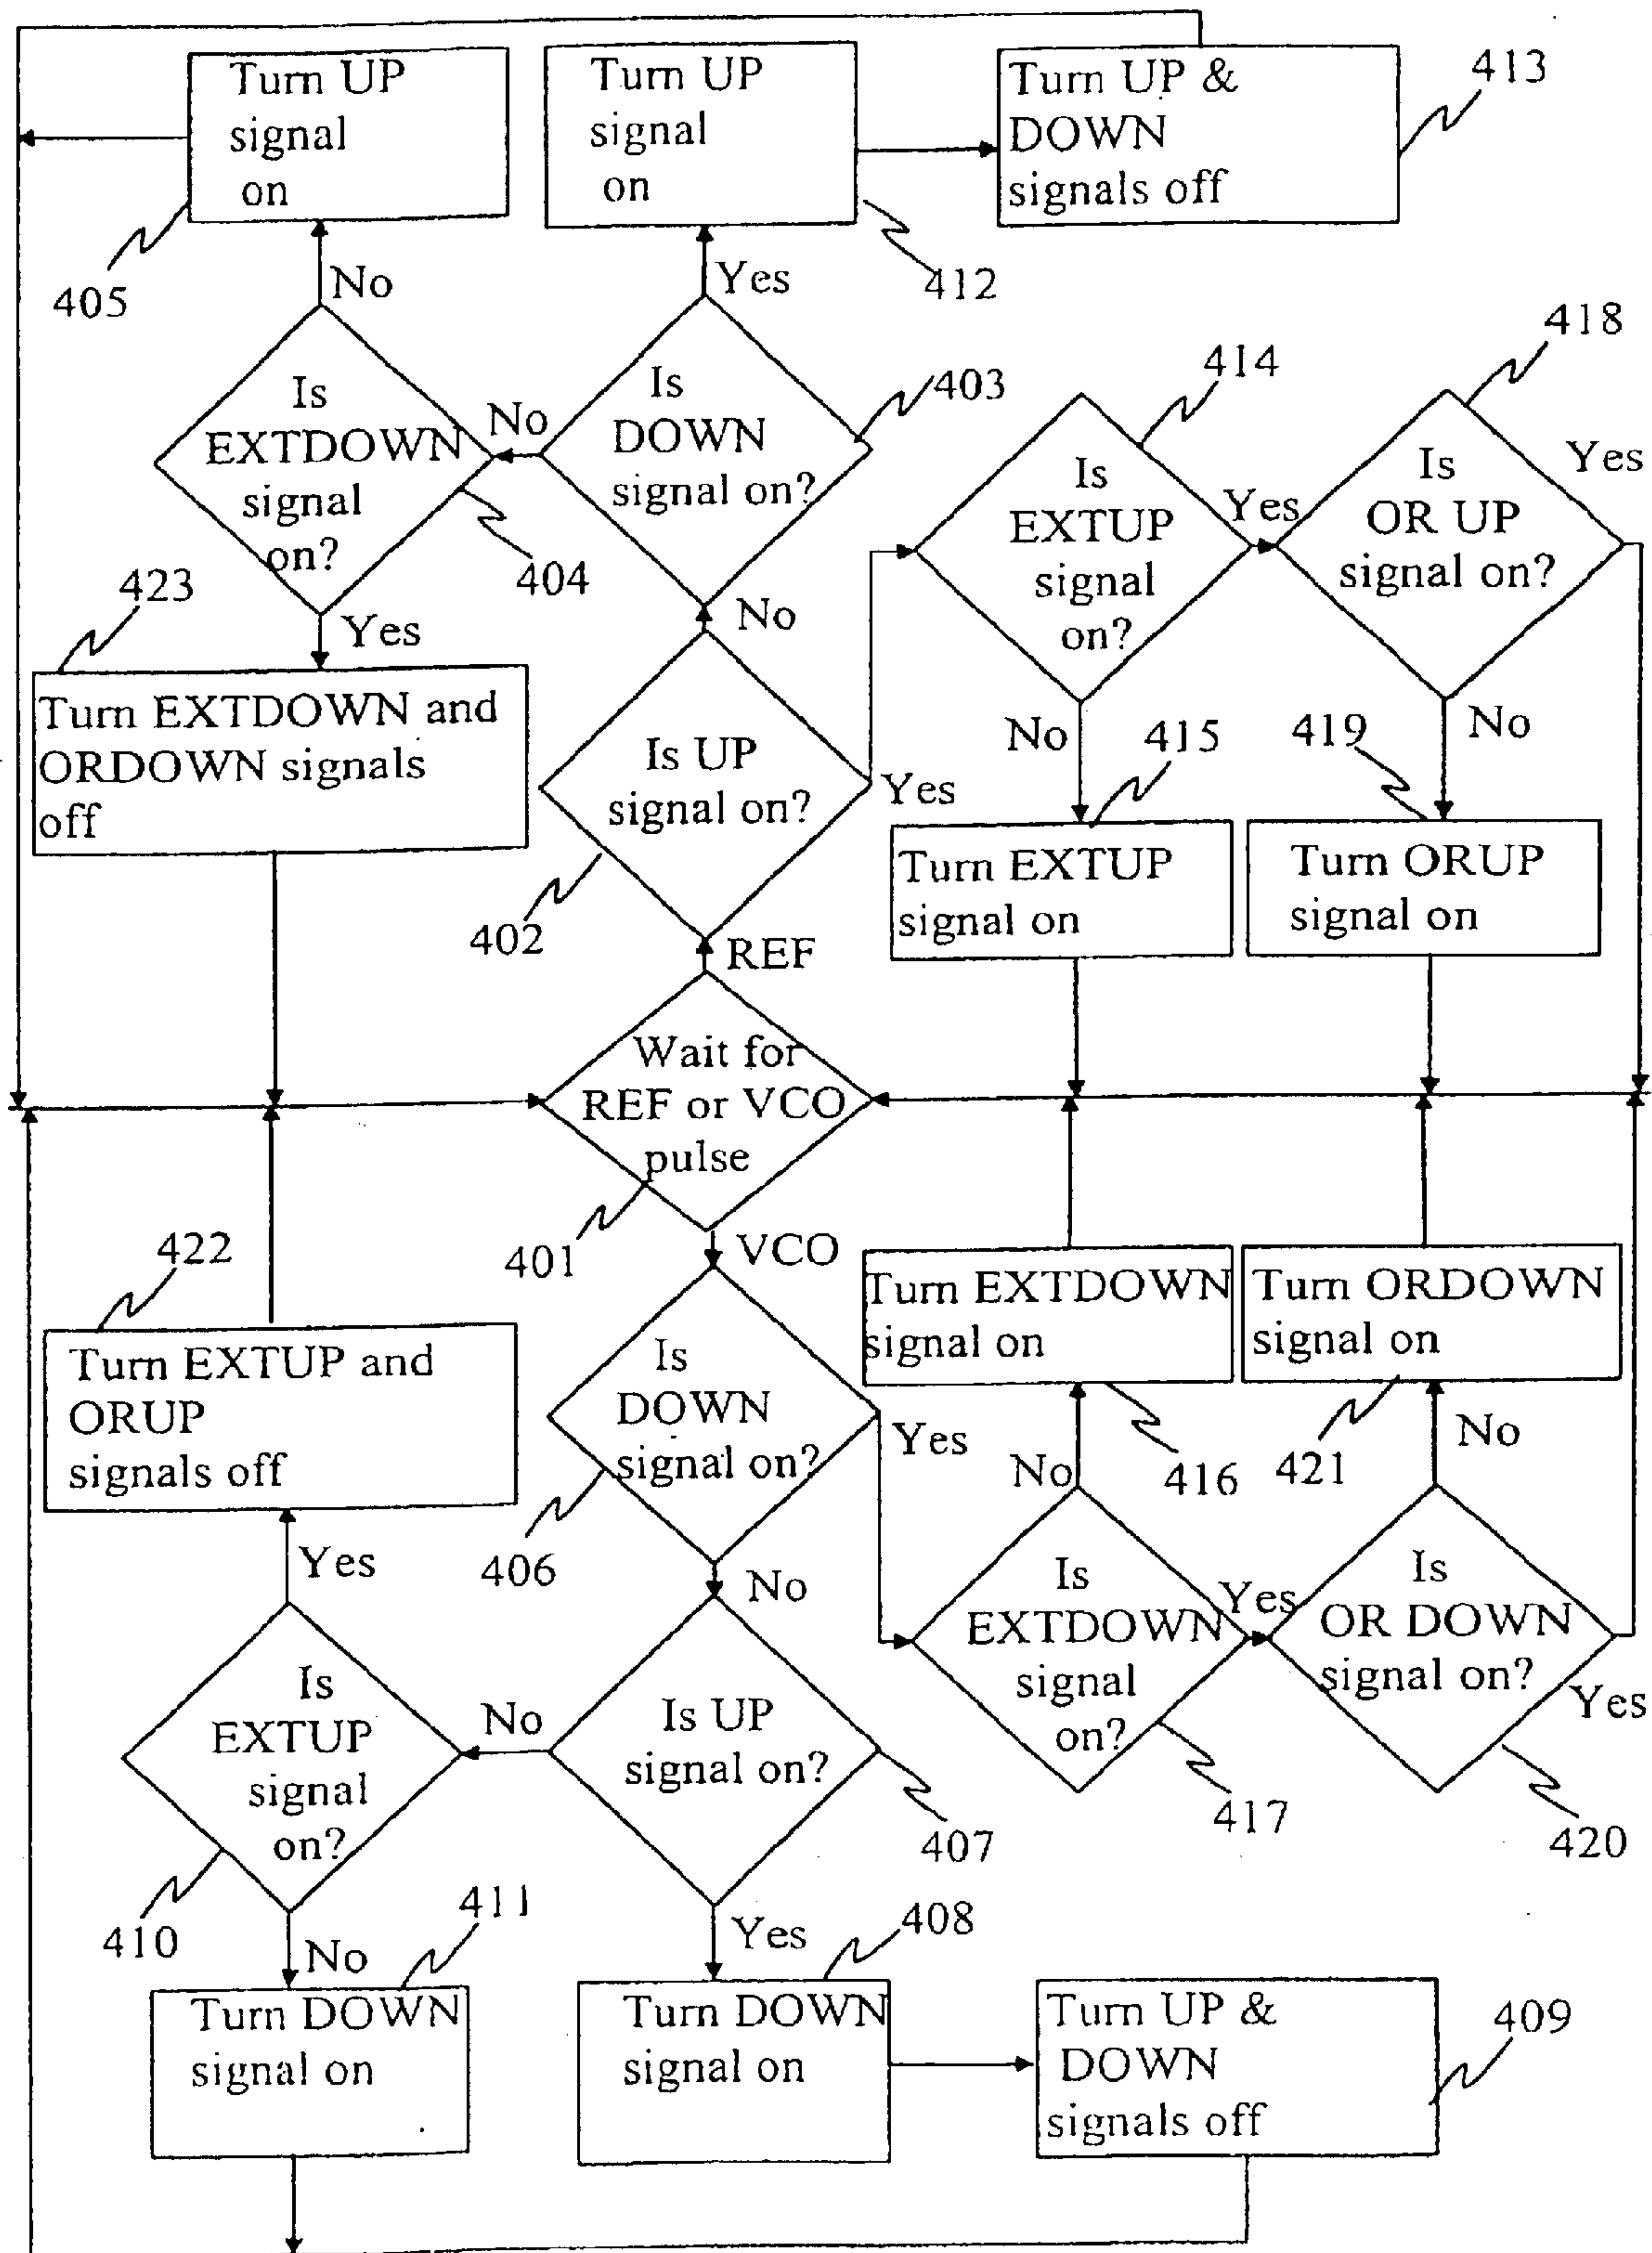 Turn UP
signal
on
Turn UP
signal
on
Turn UP &
DOWN
signals off
413
405
No
Yes
412
Is
EXTDOWN
signal
on?
No
404
Is
DOWN
signal on?
403
414
418
Is
EXTUP
signal
on?
Yes
Is
OR UP
signal on?
Yes
423
Yes
No
Turn EXTDOWN and
ORDOWN signals
off
Is UP
signal on?
Yes
402
No
415
419
No
Turn EXTUP
signal on
Turn ORUP
signal on
REF
Wait for
REF or VCO
pulse
401
VCO
422
Turn EXTUP and
ORUP
signals off
Is
DOWN
signal on?
Yes
406
Turn EXTDOWN
signal on
Turn ORDOWN
signal on
No
416
421
No
Yes
No
Is
EXTUP
signal
on?
No
Is UP
signal on?
407
Is
EXTDOWN
signal
on?
Yes
417
Is
OR DOWN
signal on?
Yes
420
410
No
411
Yes
408
Turn DOWN
signal on
Turn DOWN
signal on
Turn UP &
DOWN
signals off
409